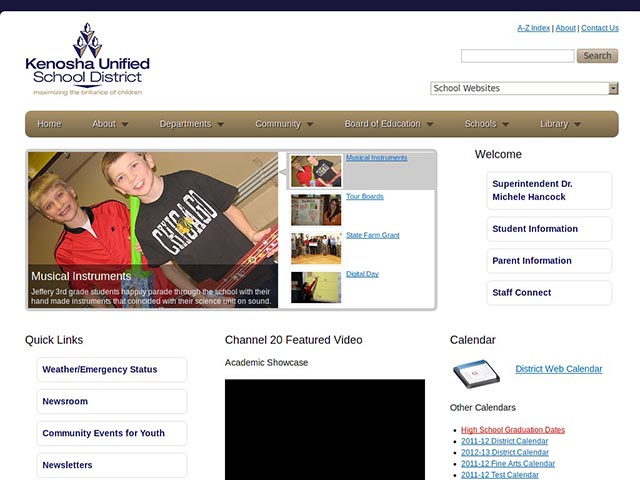 A-Z Index | About | Contact Us
Kenosha Unified
School District
maximizing the brilliance of children
Search
School Websites
Home
About
Departments
Community
Board of Education
Schools
Library
CHICAGO
Musical Instruments
Jeffery 3rd grade students happily parade through the school with their
hand made instruments that coincided with their science unit on sound.
Musical Instruments
Tour Boards
State Farm Grant
Digital Day
Welcome
Superintendent Dr.
Michele Hancock
Student Information
Parent Information
Staff Connect
Quick Links
Weather/Emergency Status
Newsroom
Community Events for Youth
Newsletters
Channel 20 Featured Video
Academic Showcase
Calendar
District Web Calendar
Other Calendars
High School Graduation Dates
2011-12 District Calendar
2012-13 District Calendar
2011-12 Fine Arts Calendar
2011-12 Test Calendar